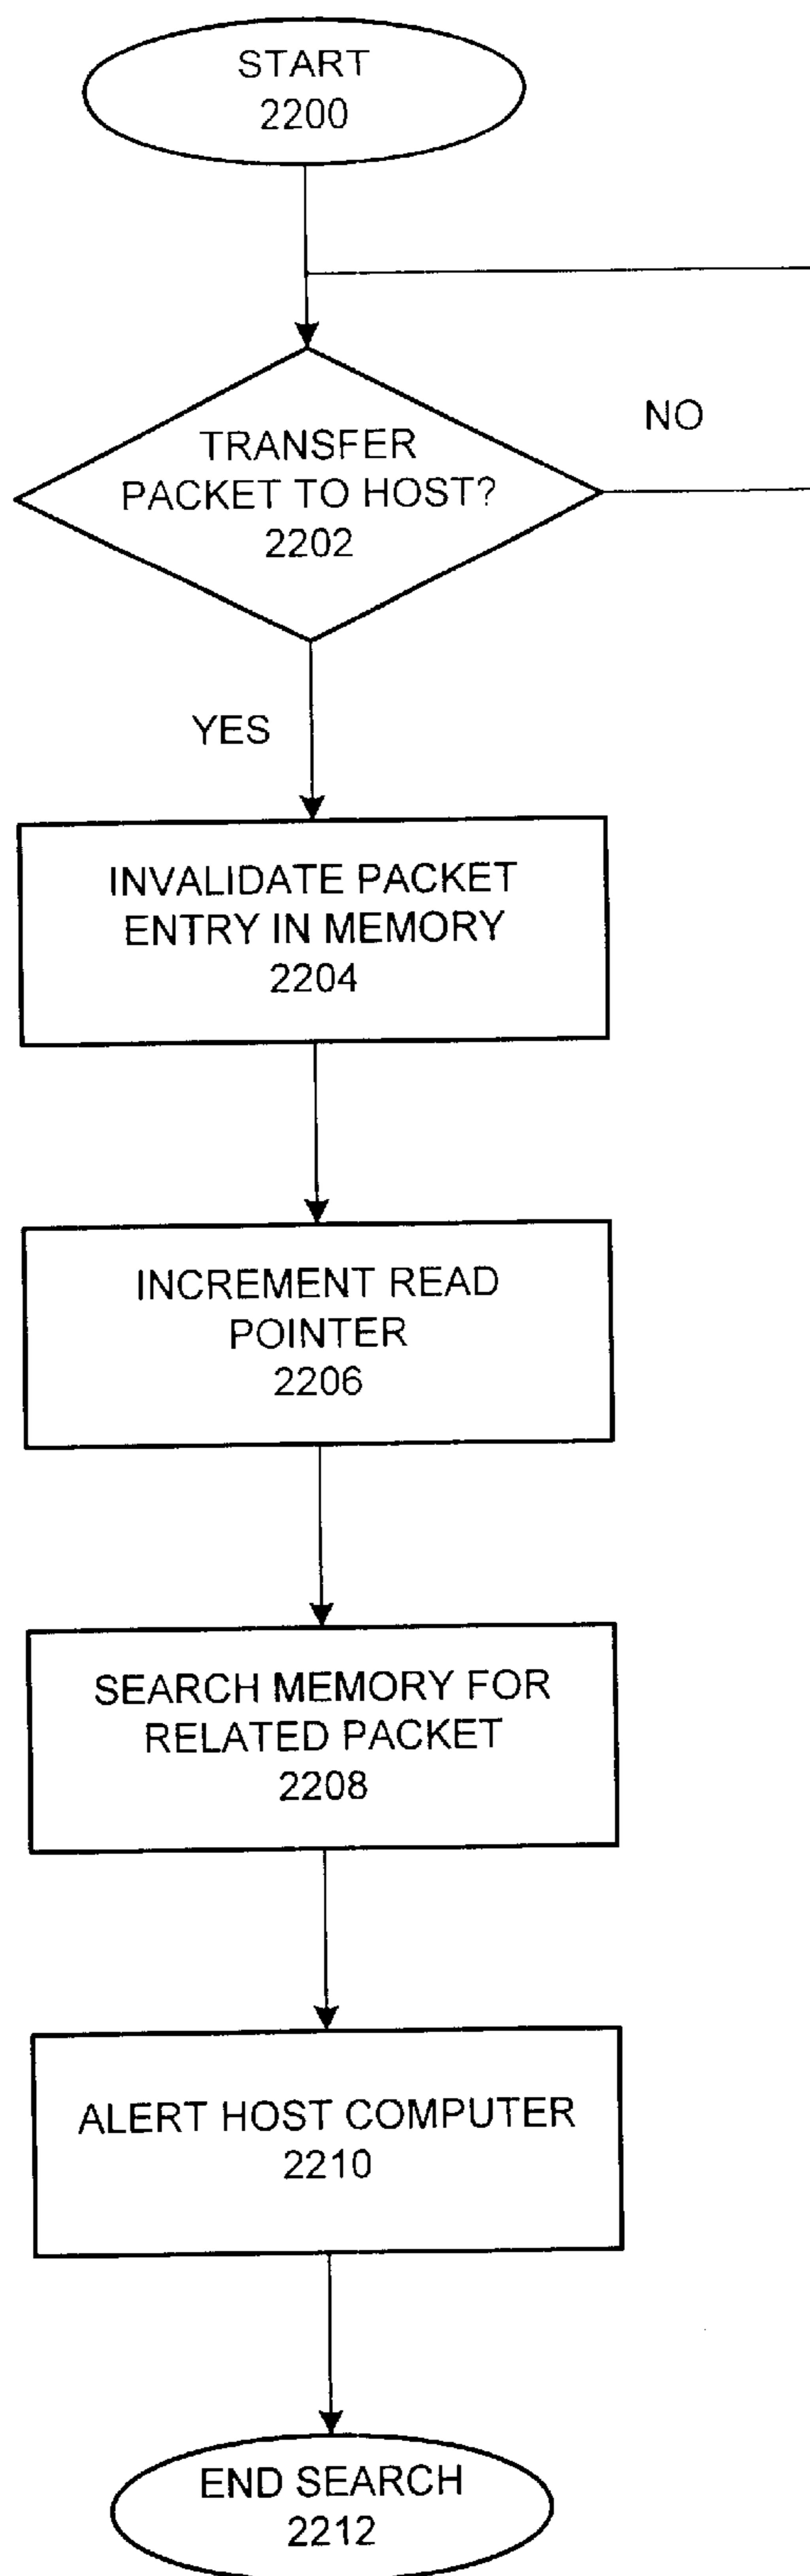 START
2200
TRANSFER
PACKET TO HOST?
2202
NO
YES
INVALIDATE PACKET
ENTRY IN MEMORY
2204
INCREMENT READ
POINTER
2206
SEARCH MEMORY FOR
RELATED PACKET
2208
ALERT HOST COMPUTER
2210
END SEARCH
2212